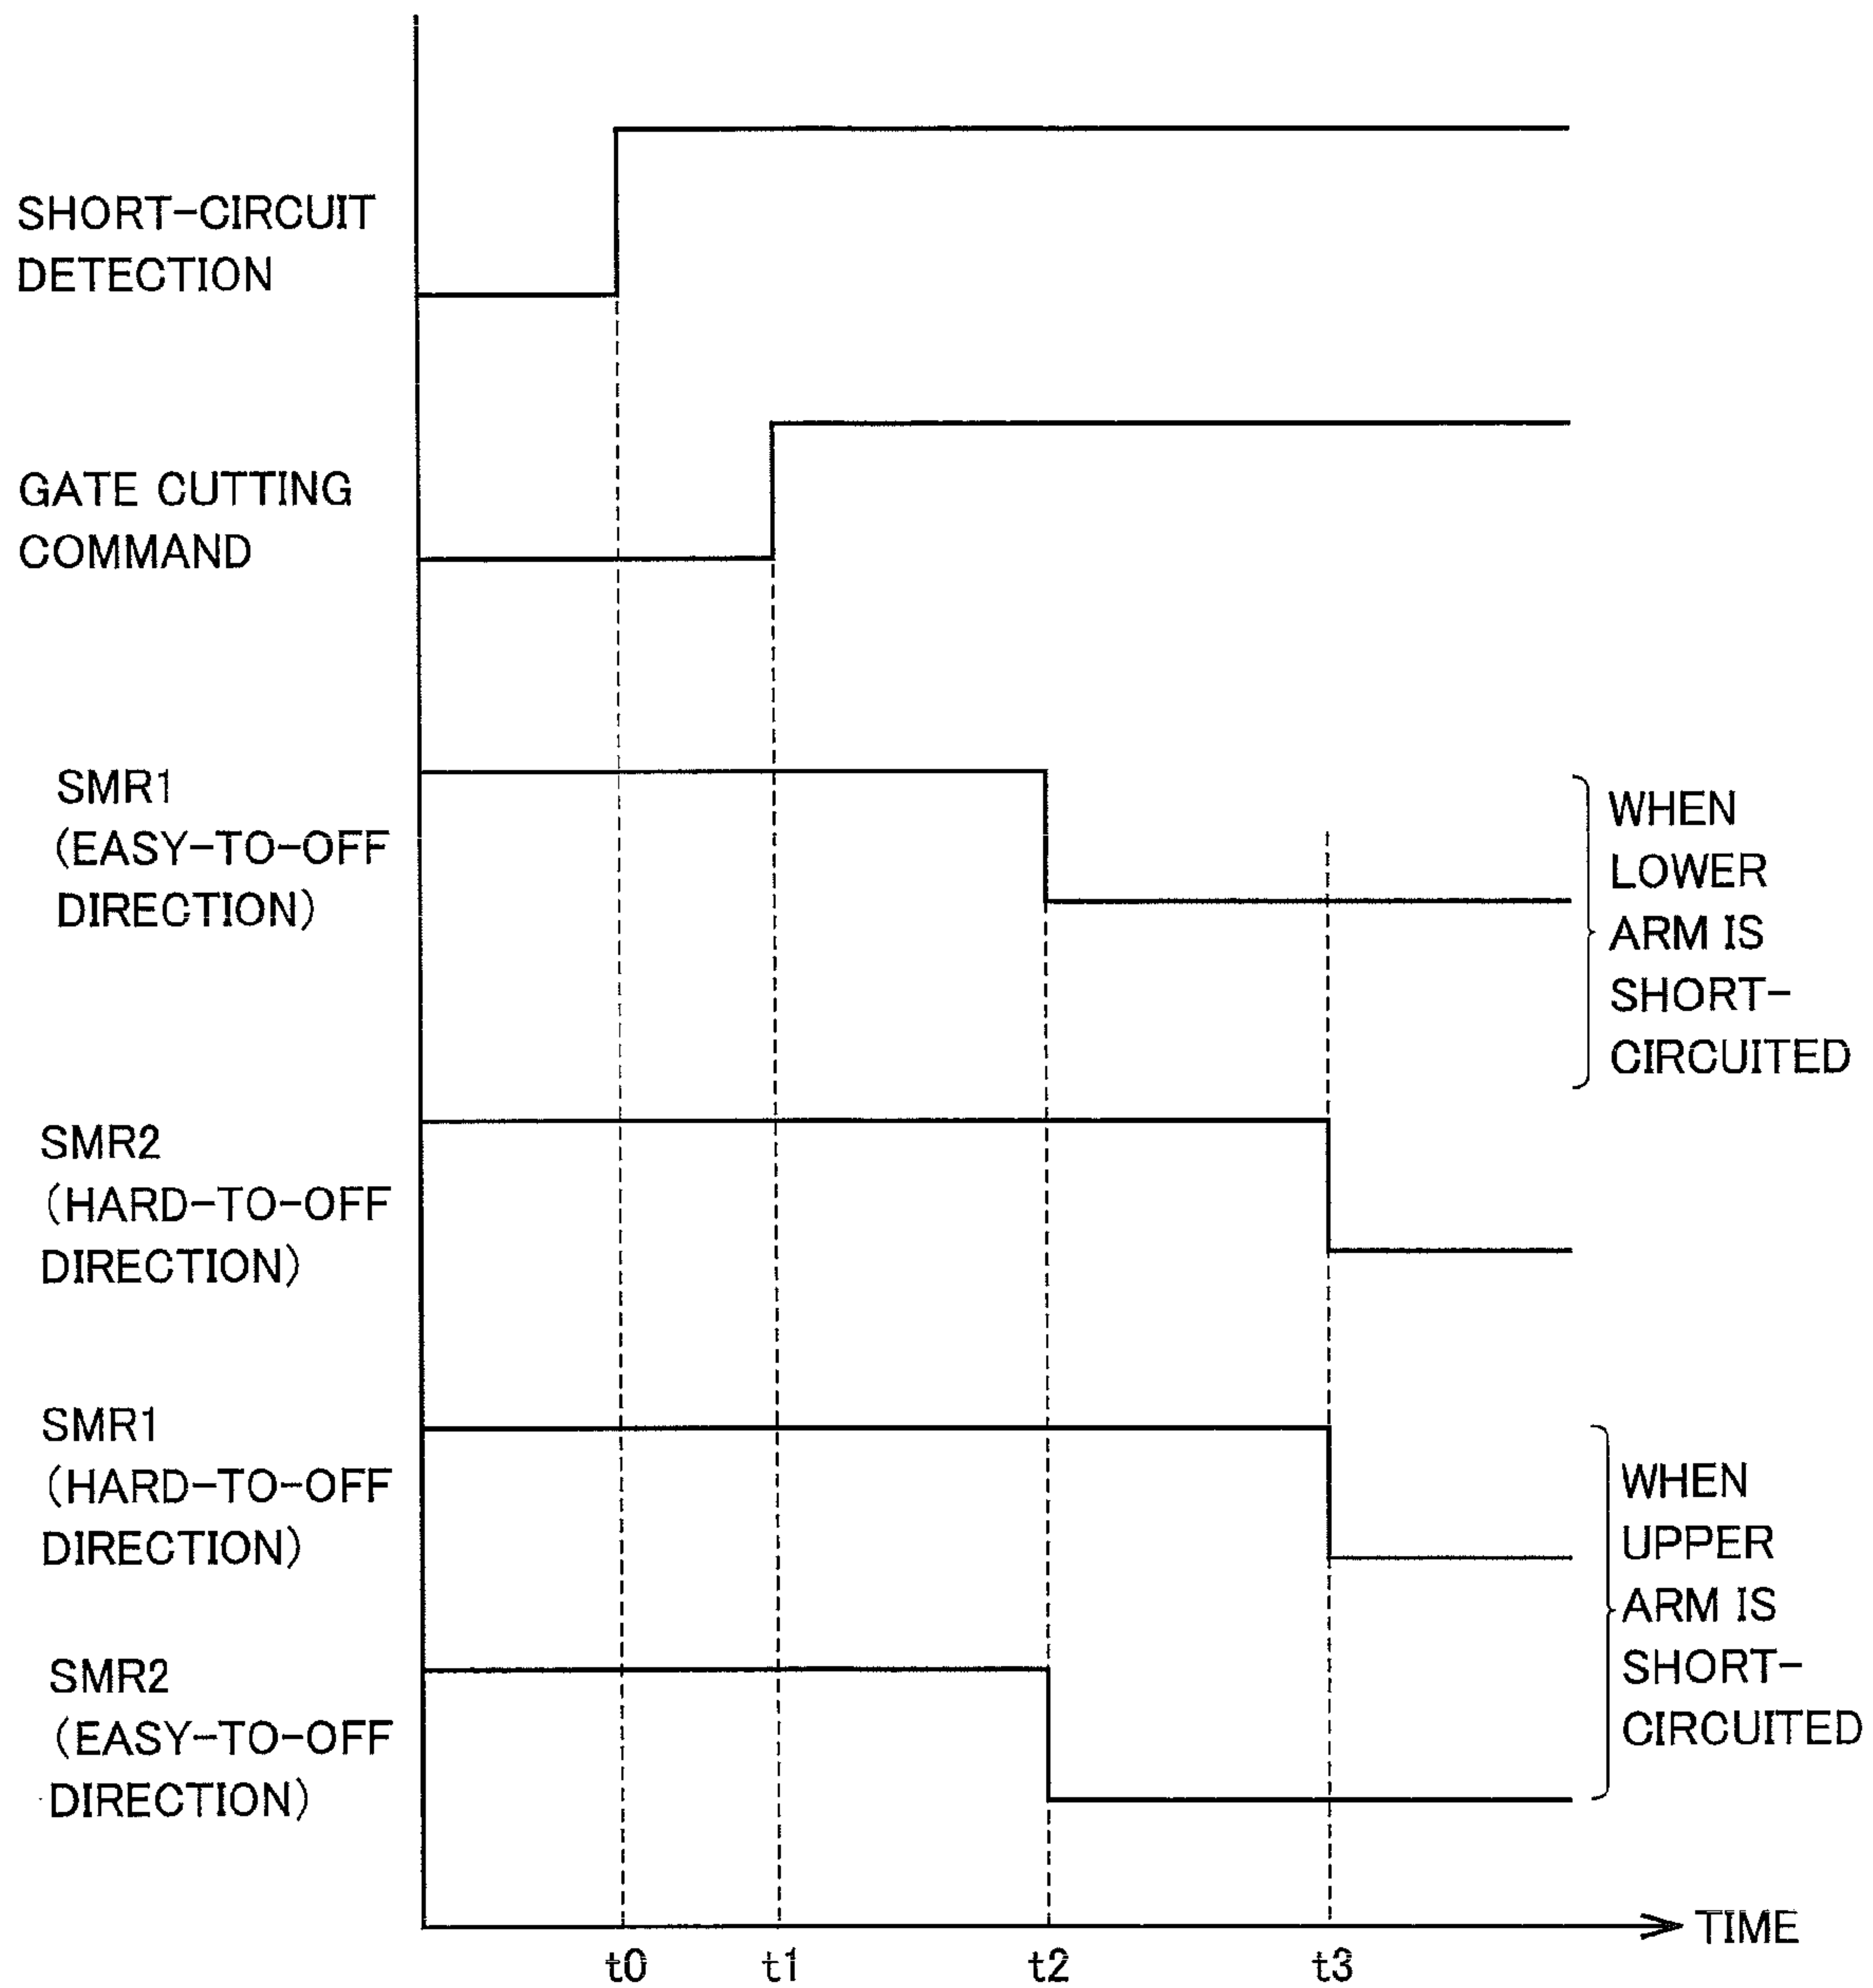 SHORT-CIRCUIT
DETECTION
GATE CUTTING
COMMAND
SMR1
(EASY-TO-OFF
DIRECTION)
WHEN
LOWER
ARM IS
SHORT-
CIRCUITED
SMR2
(HARD-TO-OFF
DIRECTION)
SMR1
(HARD-TO-OFF
DIRECTION)
WHEN
UPPER
ARM IS
SHORT-
CIRCUITED
SMR2
(EASY-TO-OFF
DIRECTION)
TIME
t0 t1 t2 t3